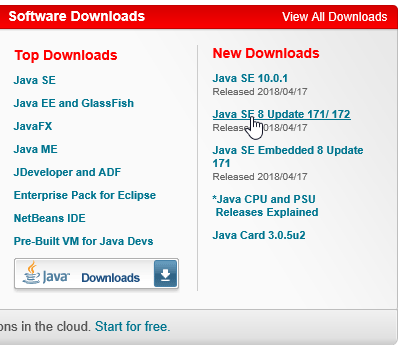 Software Downloads
View All Downloads
Top Downloads
Java SE
Java EE and GlassFish
JavaFX
Java ME
JDeveloper and ADF
Enterprise Pack for Eclipse
NetBeans IDE
Pre-Built VM for Java Devs
Java Downloads
New Downloads
Java SE 10.0.1
Released 2018/04/17
Java SE 8 Update 171/ 172
Released 2018/04/17
Java SE Embedded 8 Update
171
Released 2018/04/17
*Java CPU and PSU
Releases Explained
Java Card 3.0.5u2
ons in the cloud. Start for free.